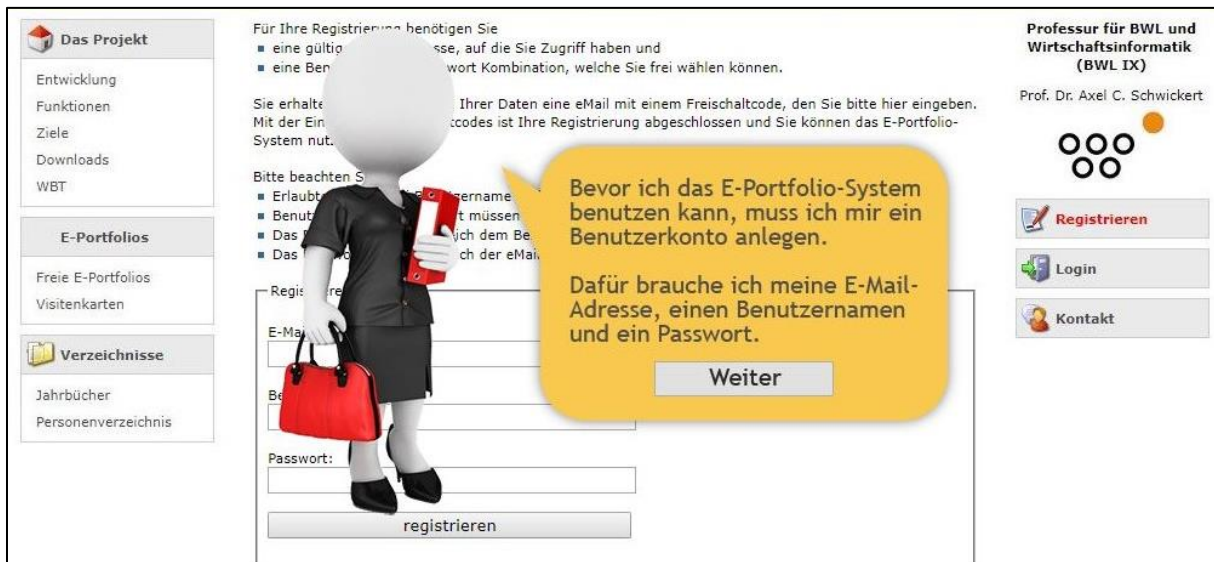 Das Projekt
Entwicklung
Funktionen
Ziele
Downloads
WBT
E-Portfolios
Freie E-Portfolios
Visitenkarten
Verzeichnisse
Jahrbücher
Personenverzeichnis
Für Ihre Registrierung benötigen Sie
eine gültig sse, auf die Sie Zugriff haben und
eine Ben wort Kombination, welche Sie frei wählen können.
Sie erhalte Ihrer Daten eine eMail mit einem Freischaltcode, den Sie bitte hier eingeben.
Mit der Ein tcodes ist Ihre Registrierung abgeschlossen und Sie können das E-Portfolio-
System nut
Bitte beachten S
Erlaubt zername
Benut t müssen
Das ich dem Be
Das ch der eMai
Regis re
E-Ma
Be
Passwort:
registrieren
Bevor ich das E-Portfolio-System
benutzen kann, muss ich mir ein
Benutzerkonto anlegen.
Dafür brauche ich meine E-Mail-
Adresse, einen Benutzernamen
und ein Passwort.
Weiter
Professur für BWL und
Wirtschaftsinformatik
(BWL IX)
Prof. Dr. Axel C. Schwickert
Registrieren
Login
Kontakt